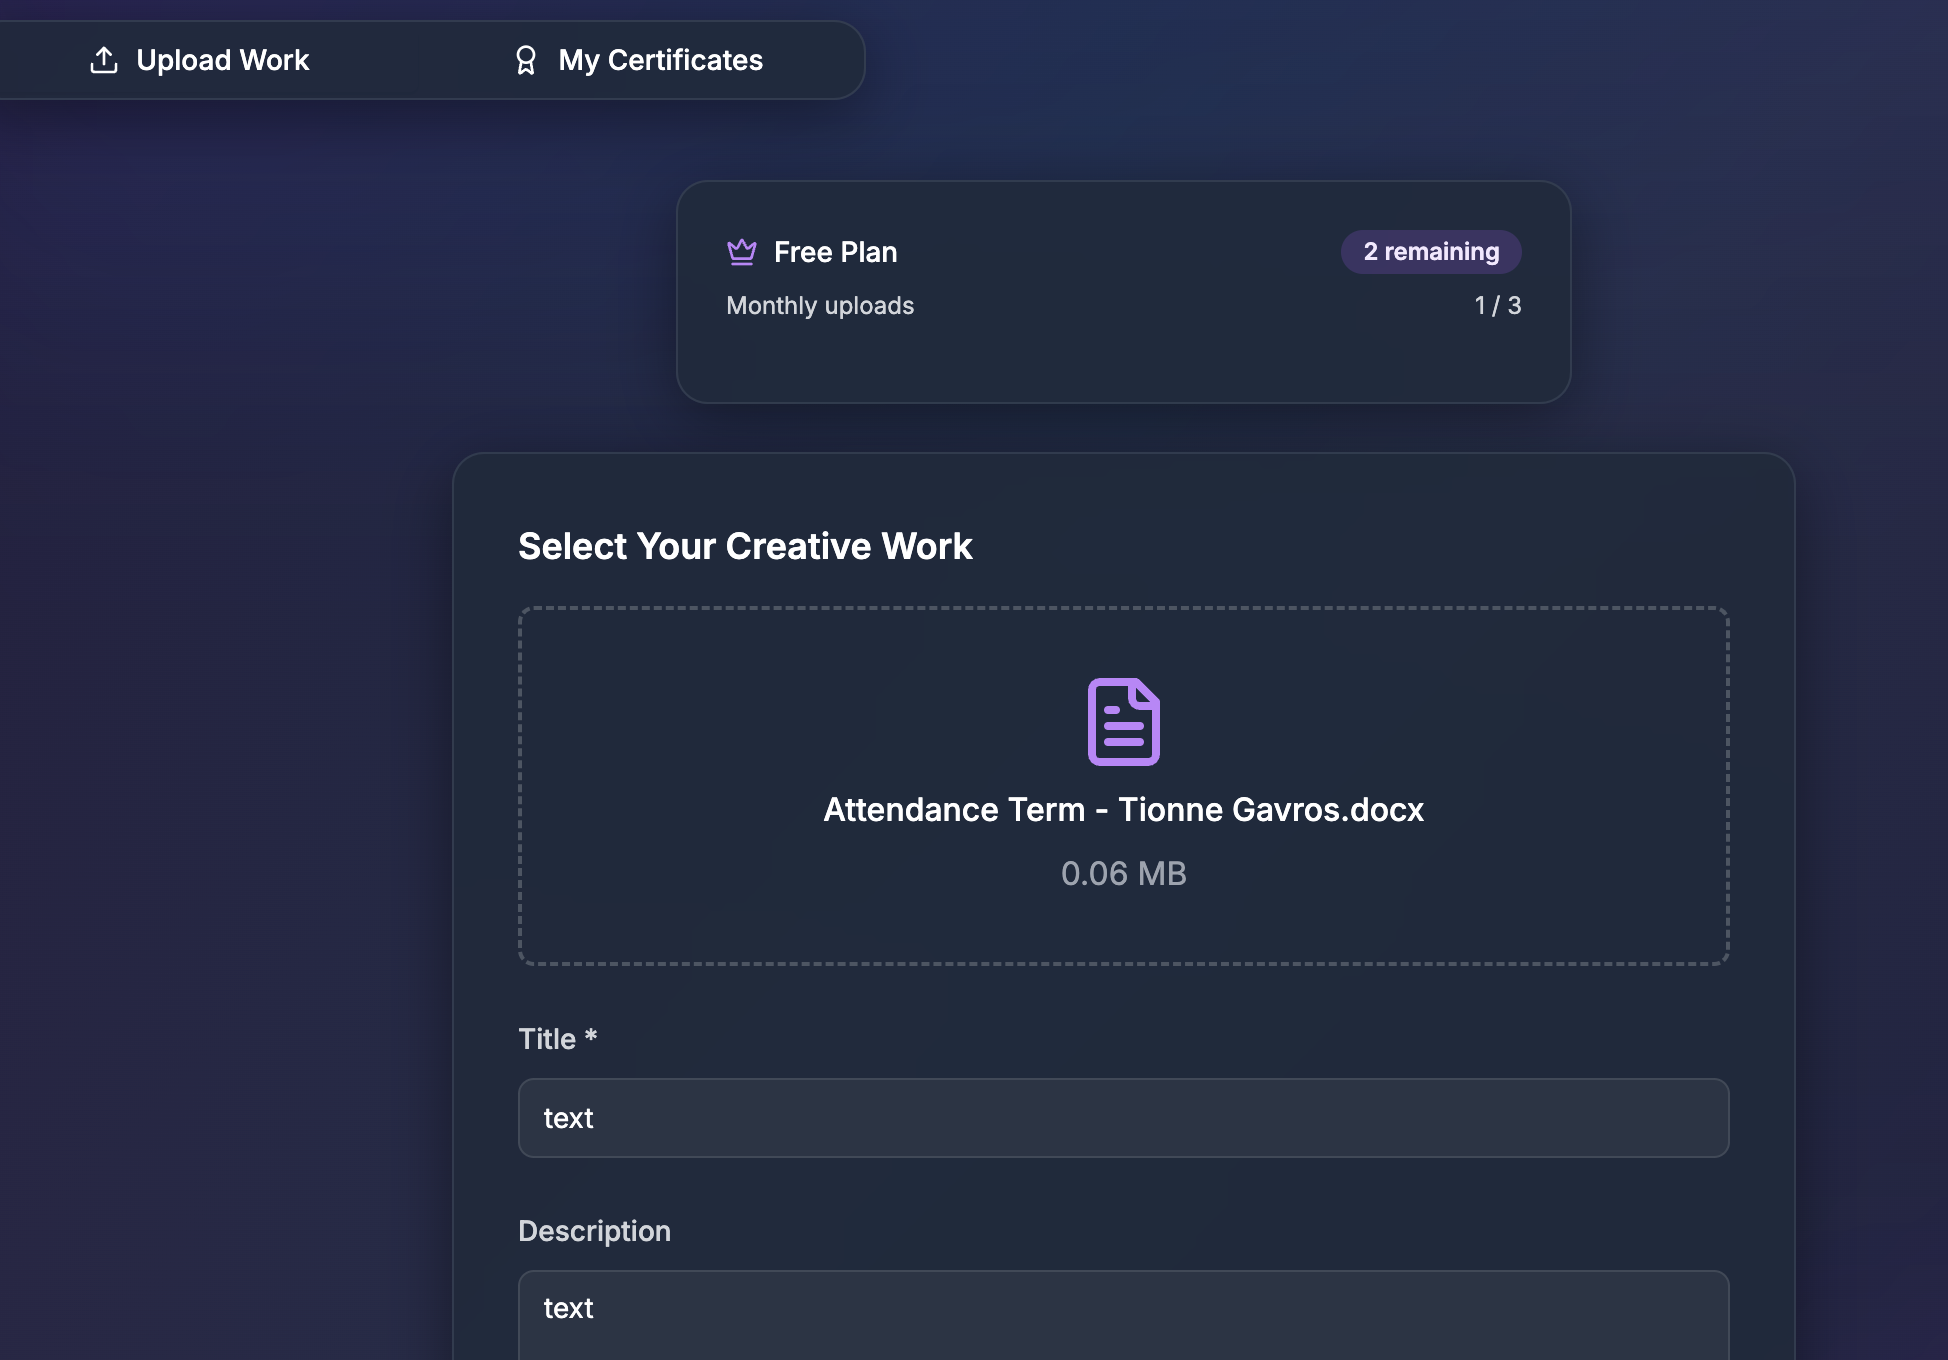 Upload Work
My Certificates
Free Plan
2 remaining
Monthly uploads
1 / 3
Select Your Creative Work
Attendance Term - Tionne Gavros.docx
0.06 MB
Title *
text
Description
text